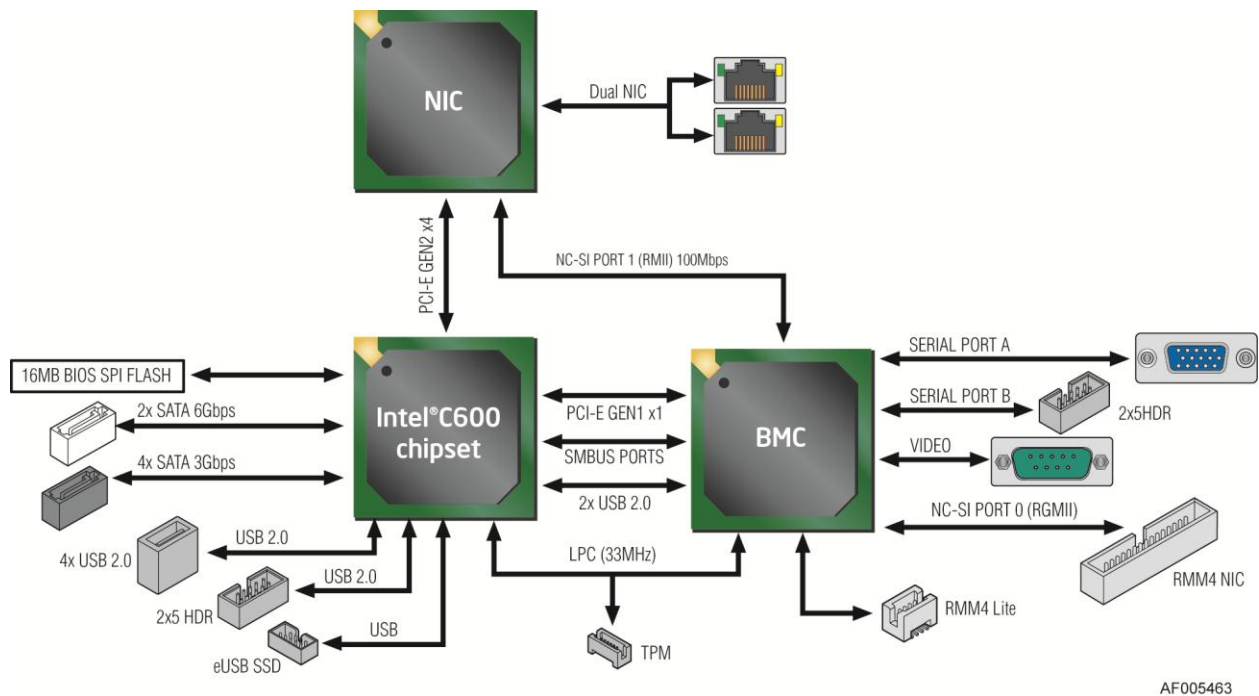 NIC
Dual NIC
PCI-E GEN2 x4
NC-SI PORT 1 (RMII) 100Mbps
16MB BIOS SPI FLASH
2x SATA 6Gbps
4x SATA 3Gbps
4x USB 2.0
USB 2.0
2x5 HDR
USB 2.0
eUSB SSD
USB
Intel®C600
chipset
PCI-E GEN1 x1
SMBUS PORTS
2x USB 2.0
LPC (33MHz)
TPM
BMC
SERIAL PORT A
SERIAL PORT B
2x5HDR
VIDEO
NC-SI PORT 0 (RGMII)
RMM4 NIC
RMM4 Lite
AF005463